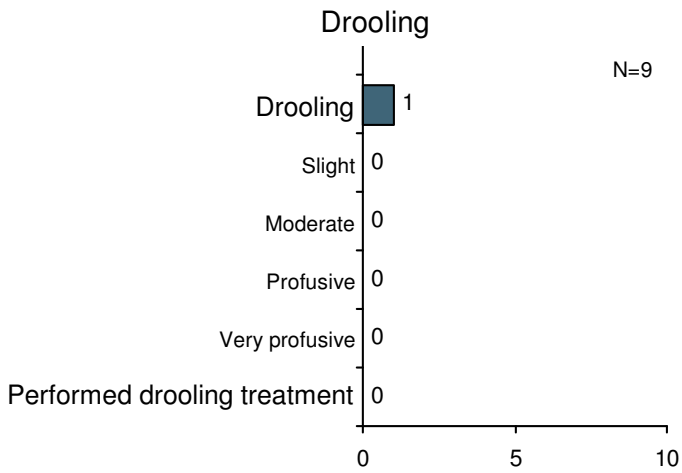 Drooling
N=9
Drooling 1
Slight 0
Moderate 0
Profusive 0
Very profusive 0
Performed drooling treatment 0
0 5 10